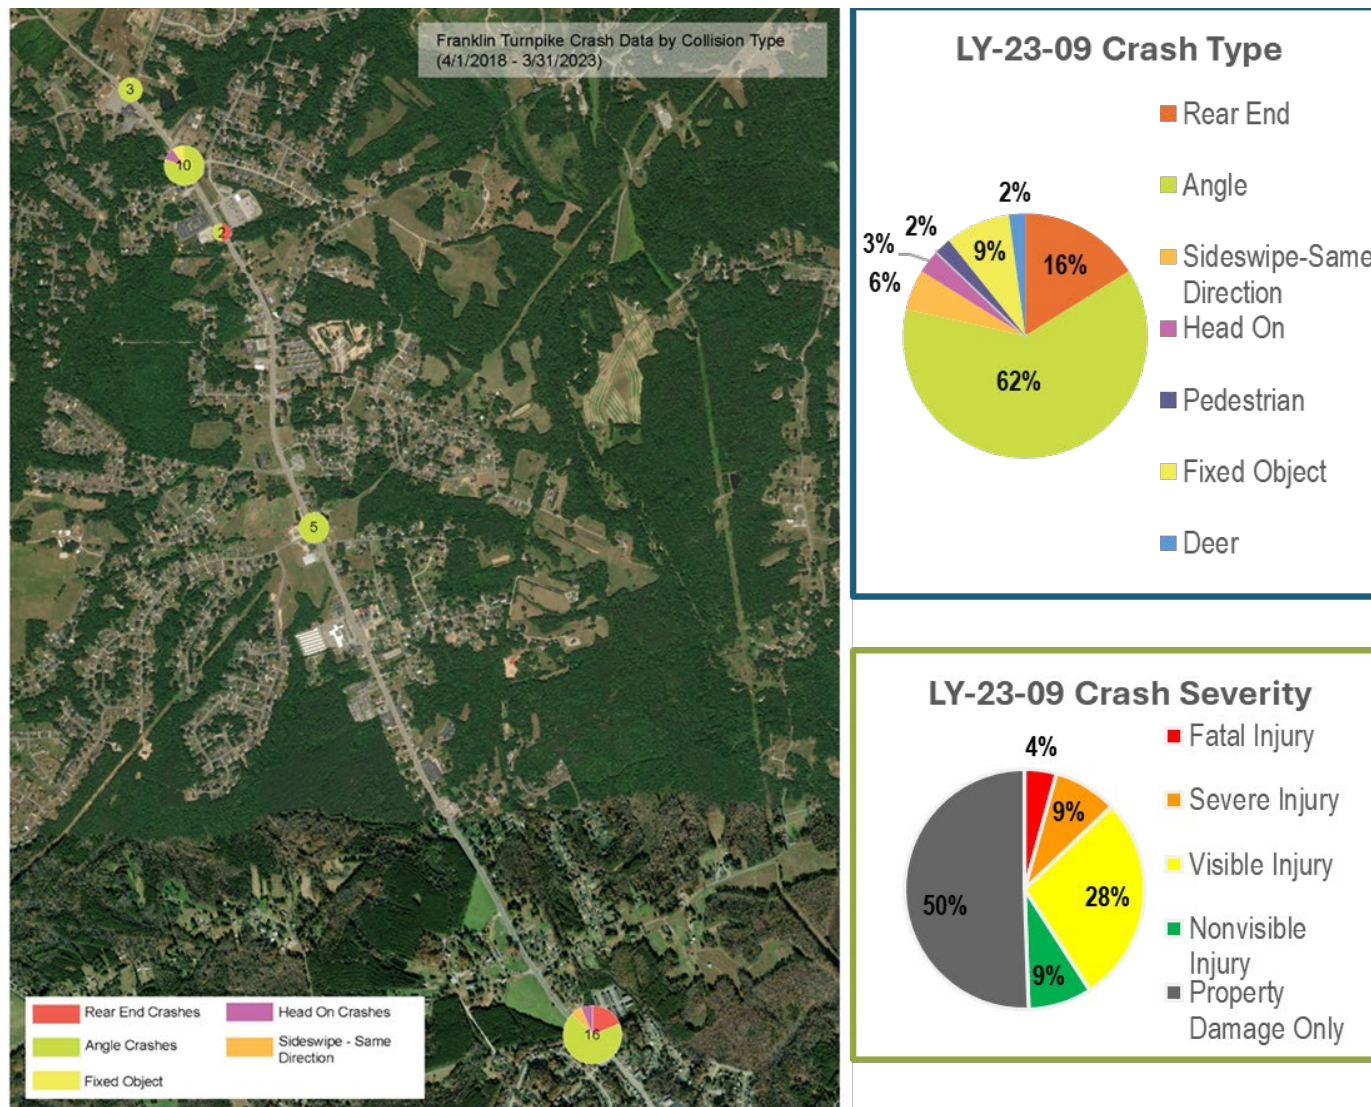 Franklin Turnpike Crash Data by Collision Type
(4/1/2018 - 3/31/2023)
3
10
2
5
16
Rear End Crashes
Head On Crashes
Angle Crashes
Sideswipe - Same
Direction
Fixed Object
LY-23-09 Crash Type
Rear End
Angle
Sideswipe-Same
Direction
Head On
Pedestrian
Fixed Object
Deer
2%
2%
3%
9%
16%
6%
62%
LY-23-09 Crash Severity
Fatal Injury
Severe Injury
Visible Injury
Nonvisible
Injury
Property
Damage Only
4%
9%
28%
50%
9%